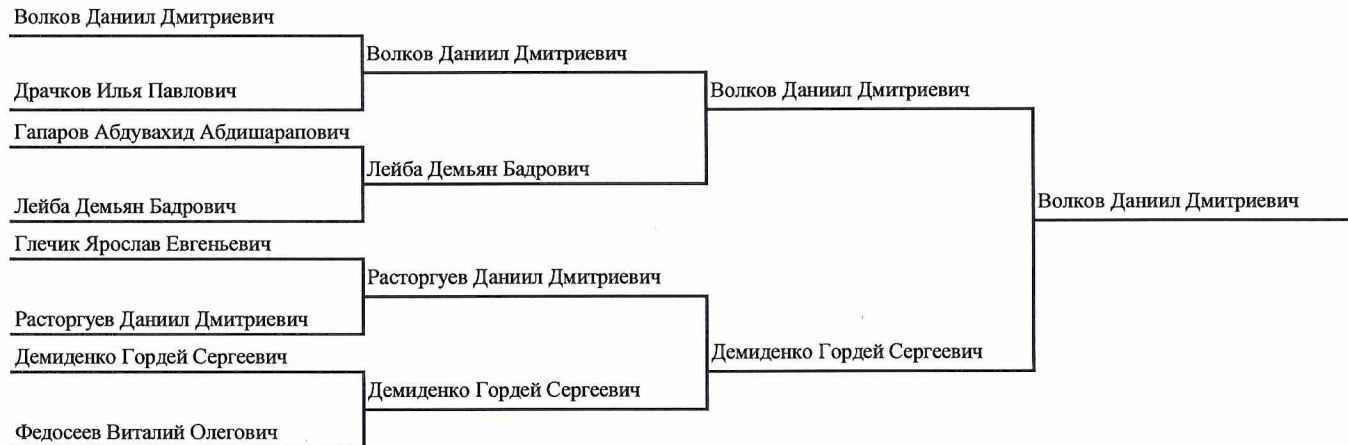 Волков Даниил Дмитриевич
Драчков Илья Павлович
Гапаров Абдувахид Абдишарапович
Лейба Демьян Бадрович
Глечик Ярослав Евгеньевич
Расторгуев Даниил Дмитриевич
Демиденко Гордей Сергеевич
Федосеев Виталий Олегович
Волков Даниил Дмитриевич
Лейба Демьян Бадрович
Расторгуев Даниил Дмитриевич
Демиденко Гордей Сергеевич
Волков Даниил Дмитриевич
Демиденко Гордей Сергеевич
Волков Даниил Дмитриевич